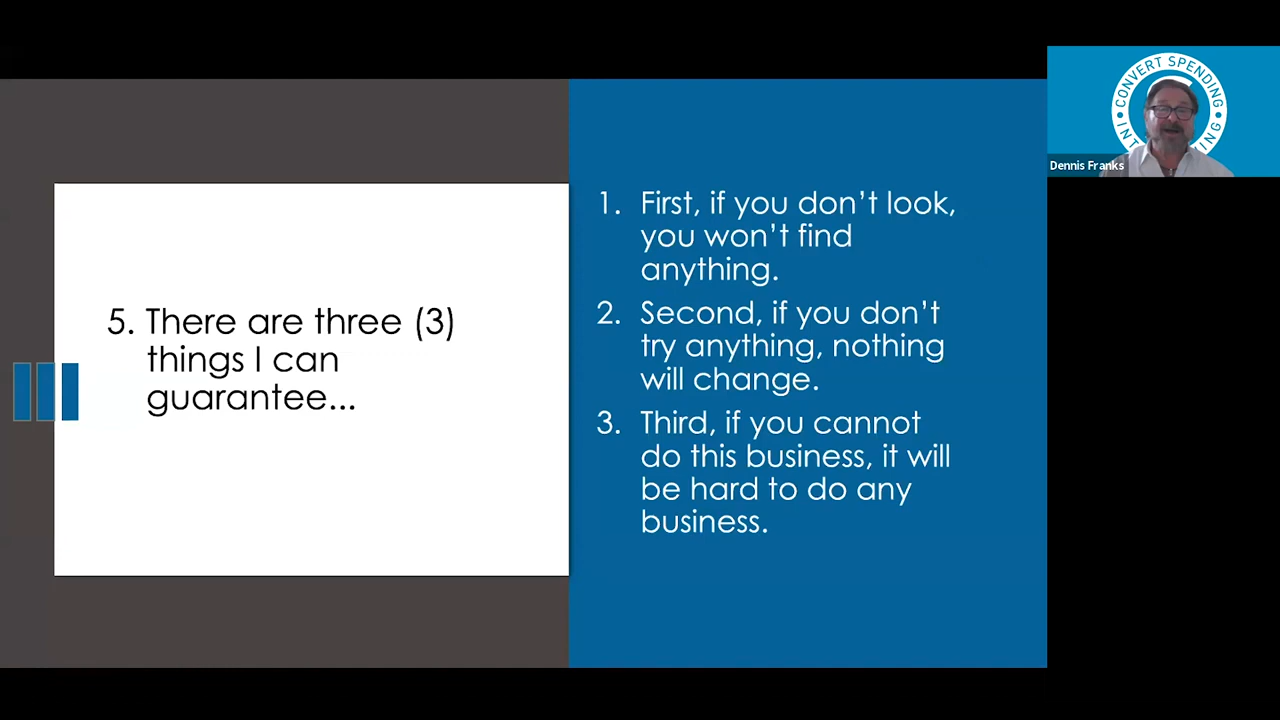 5. There are three (3)
things I can
guarantee...
1. First, if you don’t look,
you won’t find
anything.
2. Second, if you don’t
try anything, nothing
will change.
3. Third, if you cannot
do this business, it will
be hard to do any
business.
• CONVERT SPENDING •
Dennis Franks